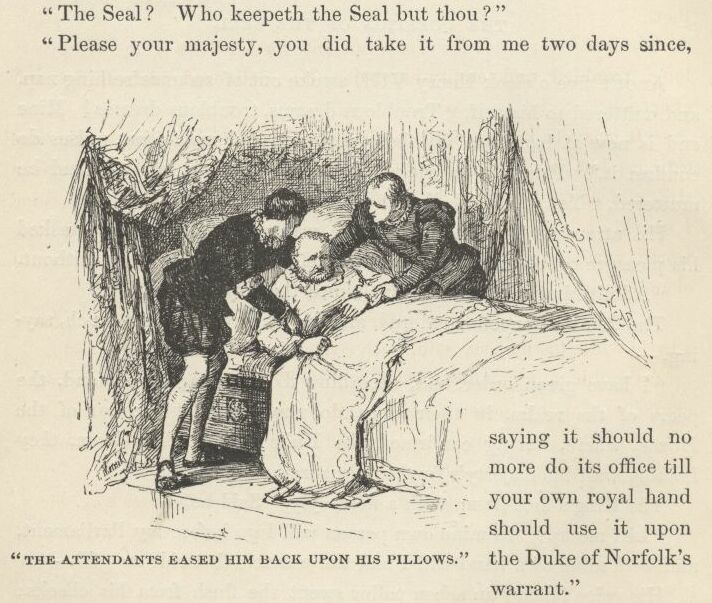 “The Seal? Who keepeth the Seal but thou?”
“Please your majesty, you did take it from me two days since,
saying it should no
more do its office till
your own royal hand
should use it upon
the Duke of Norfolk’s
warrant.”
“THE ATTENDANTS EASED HIM BACK UPON HIS PILLOWS.”